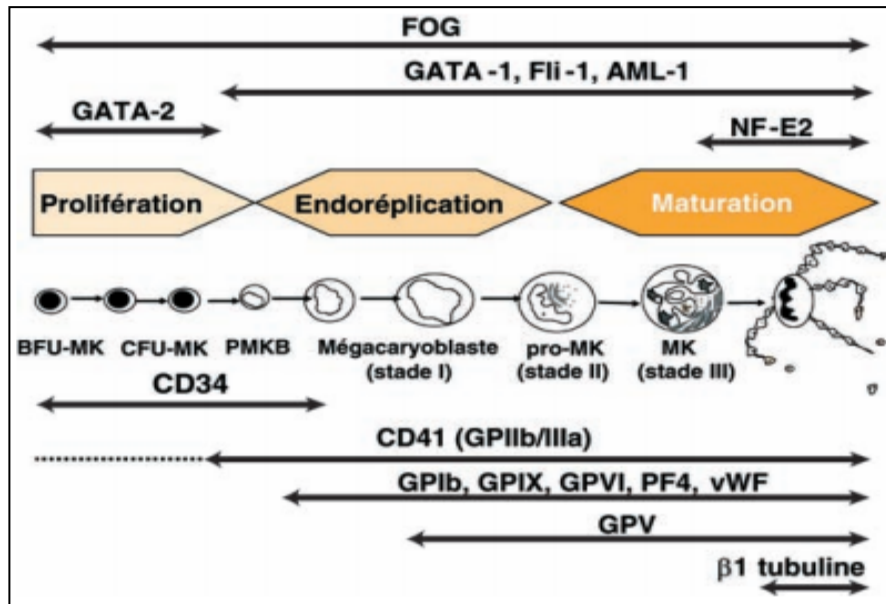 FOG
GATA-1, Fli-1, AML-1
GATA-2
NF-E2
Prolifération
Endoréplication
Maturation
BFU-MK
CFU-MK
PMKB
Mégacaryoblaste
(stade I)
pro-MK
(stade II)
MK
(stade III)
CD34
CD41 (GPIIb/IIIa)
GPIb, GPIX, GPVI, PF4, vWF
GPV
β1 tubuline